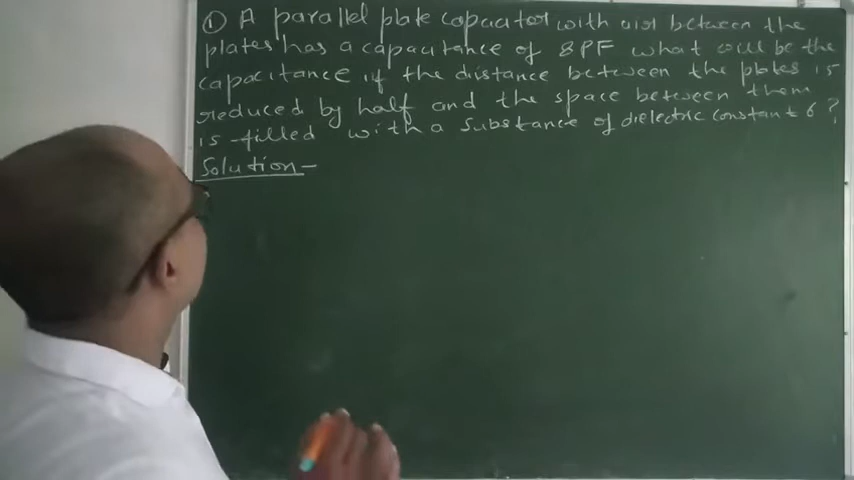 ① A parallel plate capacitor with air between the
plates has a capacitance of 8PF what will be the
capacitance if the distance between the plates is
reduced by half and the space between them
is filled with a substance of dielectric constant 6 ?
Solution-